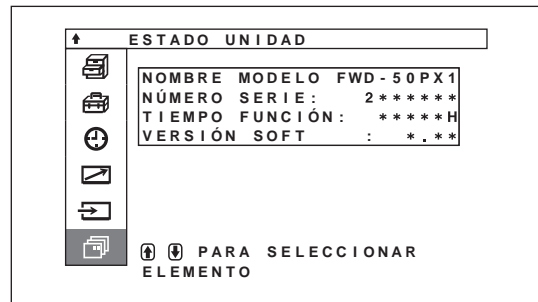 ESTADO UNIDAD
NOMBRE MODELO FWD-50PX1
NÚMERO SERIE: 2******
TIEMPO FUNCIÓN: *****H
VERSIÓN SOFT : *.**
PARA SELECCIONAR
ELEMENTO